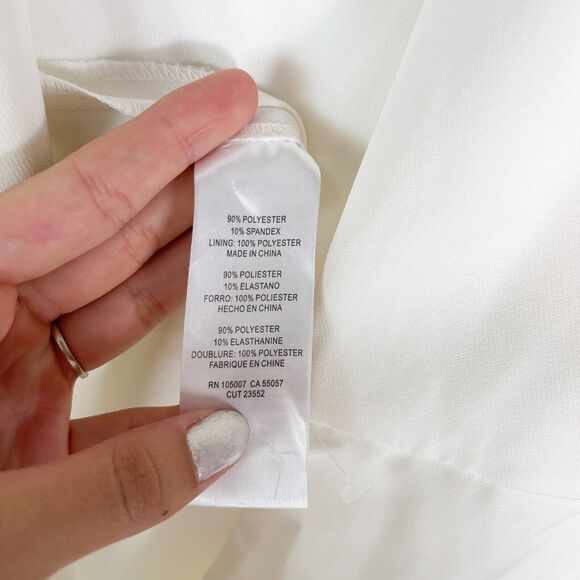 90% POLYESTER
10% SPANDEX
LINING: 100% POLYESTER
MADE IN CHINA
90% POLIESTER
10% ELASTANO
FORRO: 100% POLIESTER
HECHO EN CHINA
90% POLYESTER
10% ELASTHANINE
DOUBLURE: 100% POLYESTER
FABRIQUE EN CHINE
RN 105007 CA 55057
CUT 23552